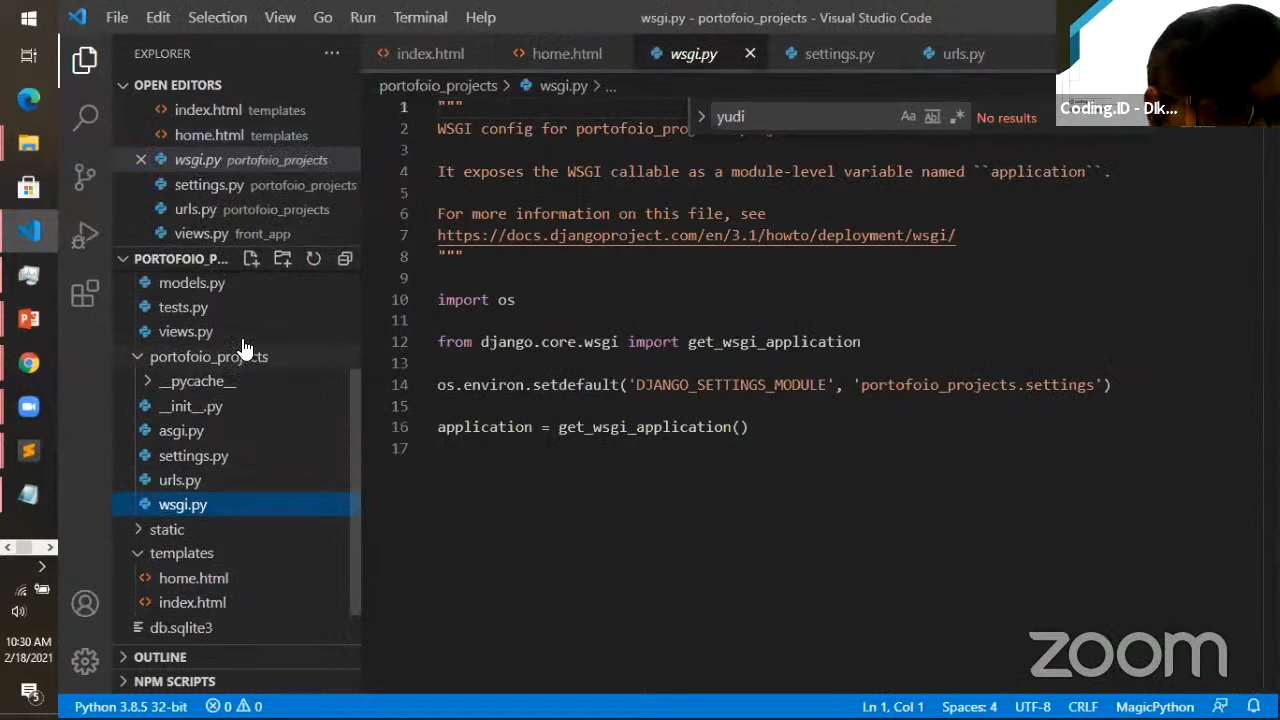 File Edit Selection View Go Run Terminal Help
wsgi.py - portofoio_projects - Visual Studio Code
EXPLORER ···
index.html home.html wsgi.py settings.py urls.py
OPEN EDITORS
index.html templates
home.html templates
wsgi.py portofoio_projects
settings.py portofoio_projects
urls.py portofoio_projects
views.py front_app
PORTOFOIO_P...
models.py
tests.py
views.py
portofoio_projects
__pycache__
__init__.py
asgi.py
settings.py
urls.py
wsgi.py
static
templates
home.html
index.html
db.sqlite3
OUTLINE
NPM SCRIPTS
portofoio_projects > wsgi.py > ...
yudi Aa ab .* No results
Coding.ID - Dik...
1 """
2 WSGI config for portofoio_pro
3
4 It exposes the WSGI callable as a module-level variable named ``application``.
5
6 For more information on this file, see
7 https://docs.djangoproject.com/en/3.1/howto/deployment/wsgi/
8 """
9
10 import os
11
12 from django.core.wsgi import get_wsgi_application
13
14 os.environ.setdefault('DJANGO_SETTINGS_MODULE', 'portofoio_projects.settings')
15
16 application = get_wsgi_application()
17
zoom
10:30 AM
2/18/2021
5
Python 3.8.5 32-bit 0 0 Ln 1, Col 1 Spaces: 4 UTF-8 CRLF MagicPython